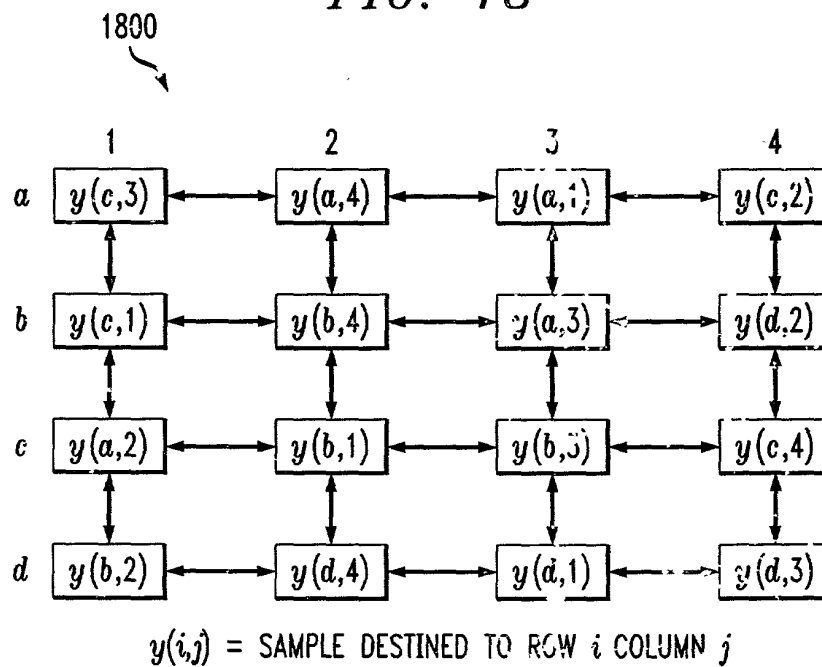 1800
1 2 3 4
a y(c,3) y(a,4) y(a,1) y(c,2)
b y(c,1) y(b,4) y(a,3) y(d,2)
c y(a,2) y(b,1) y(b,3) y(c,4)
d y(b,2) y(d,4) y(d,1) y(d,3)
y(i,j) = SAMPLE DESTINED TO ROW i COLUMN j